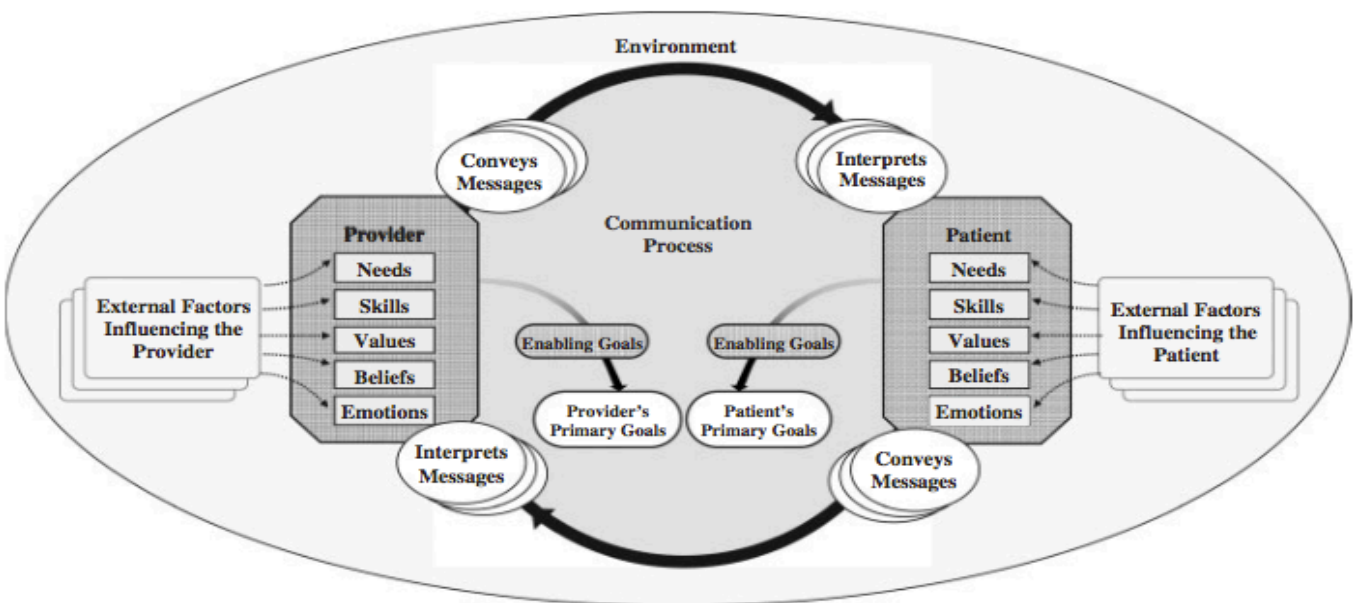 Environment
Conveys
Messages
Interprets
Messages
Communication
Process
Provider
Needs
Skills
Values
Beliefs
Emotions
External Factors
Influencing the
Provider
Enabling Goals
Provider's
Primary Goals
Enabling Goals
Patient's
Primary Goals
Patient
Needs
Skills
Values
Beliefs
Emotions
External Factors
Influencing the
Patient
Interprets
Messages
Conveys
Messages